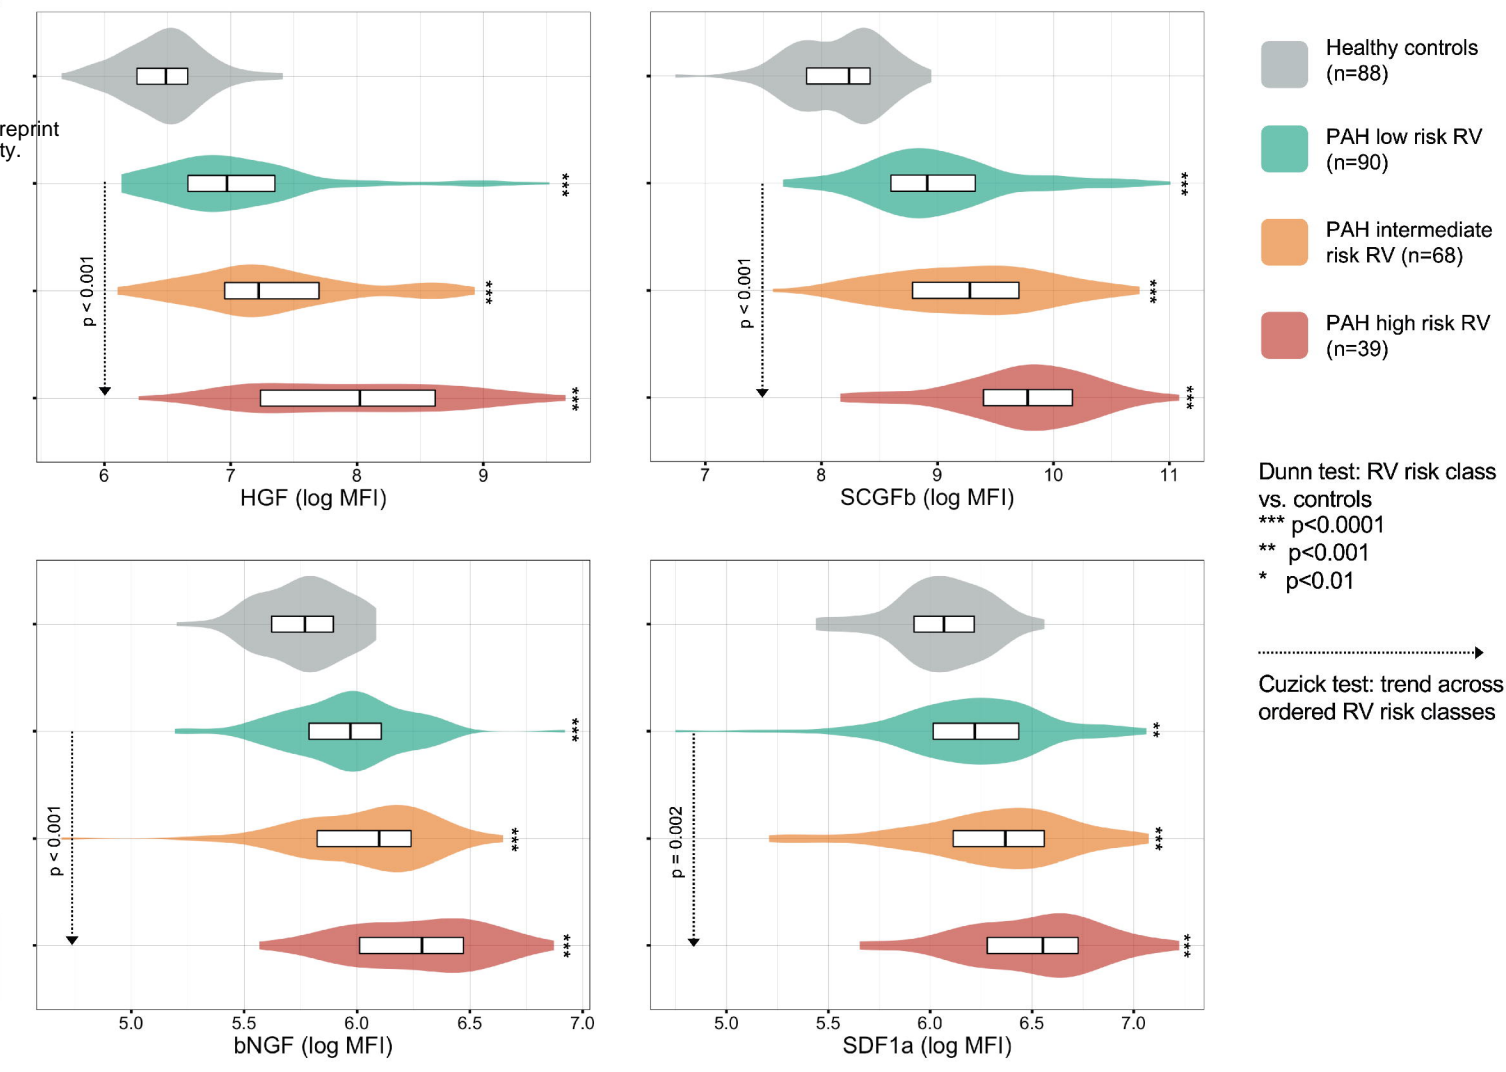 reprint
ty.
***
***
***
p < 0.001
6 7 8 9
HGF (log MFI)
***
***
***
p < 0.001
7 8 9 10 11
SCGFb (log MFI)
***
***
***
p < 0.001
5.0 5.5 6.0 6.5 7.0
bNGF (log MFI)
**
***
***
p = 0.002
5.0 5.5 6.0 6.5 7.0
SDF1a (log MFI)
Healthy controls
(n=88)
PAH low risk RV
(n=90)
PAH intermediate
risk RV (n=68)
PAH high risk RV
(n=39)
Dunn test: RV risk class
vs. controls
*** p<0.0001
** p<0.001
* p<0.01
Cuzick test: trend across
ordered RV risk classes